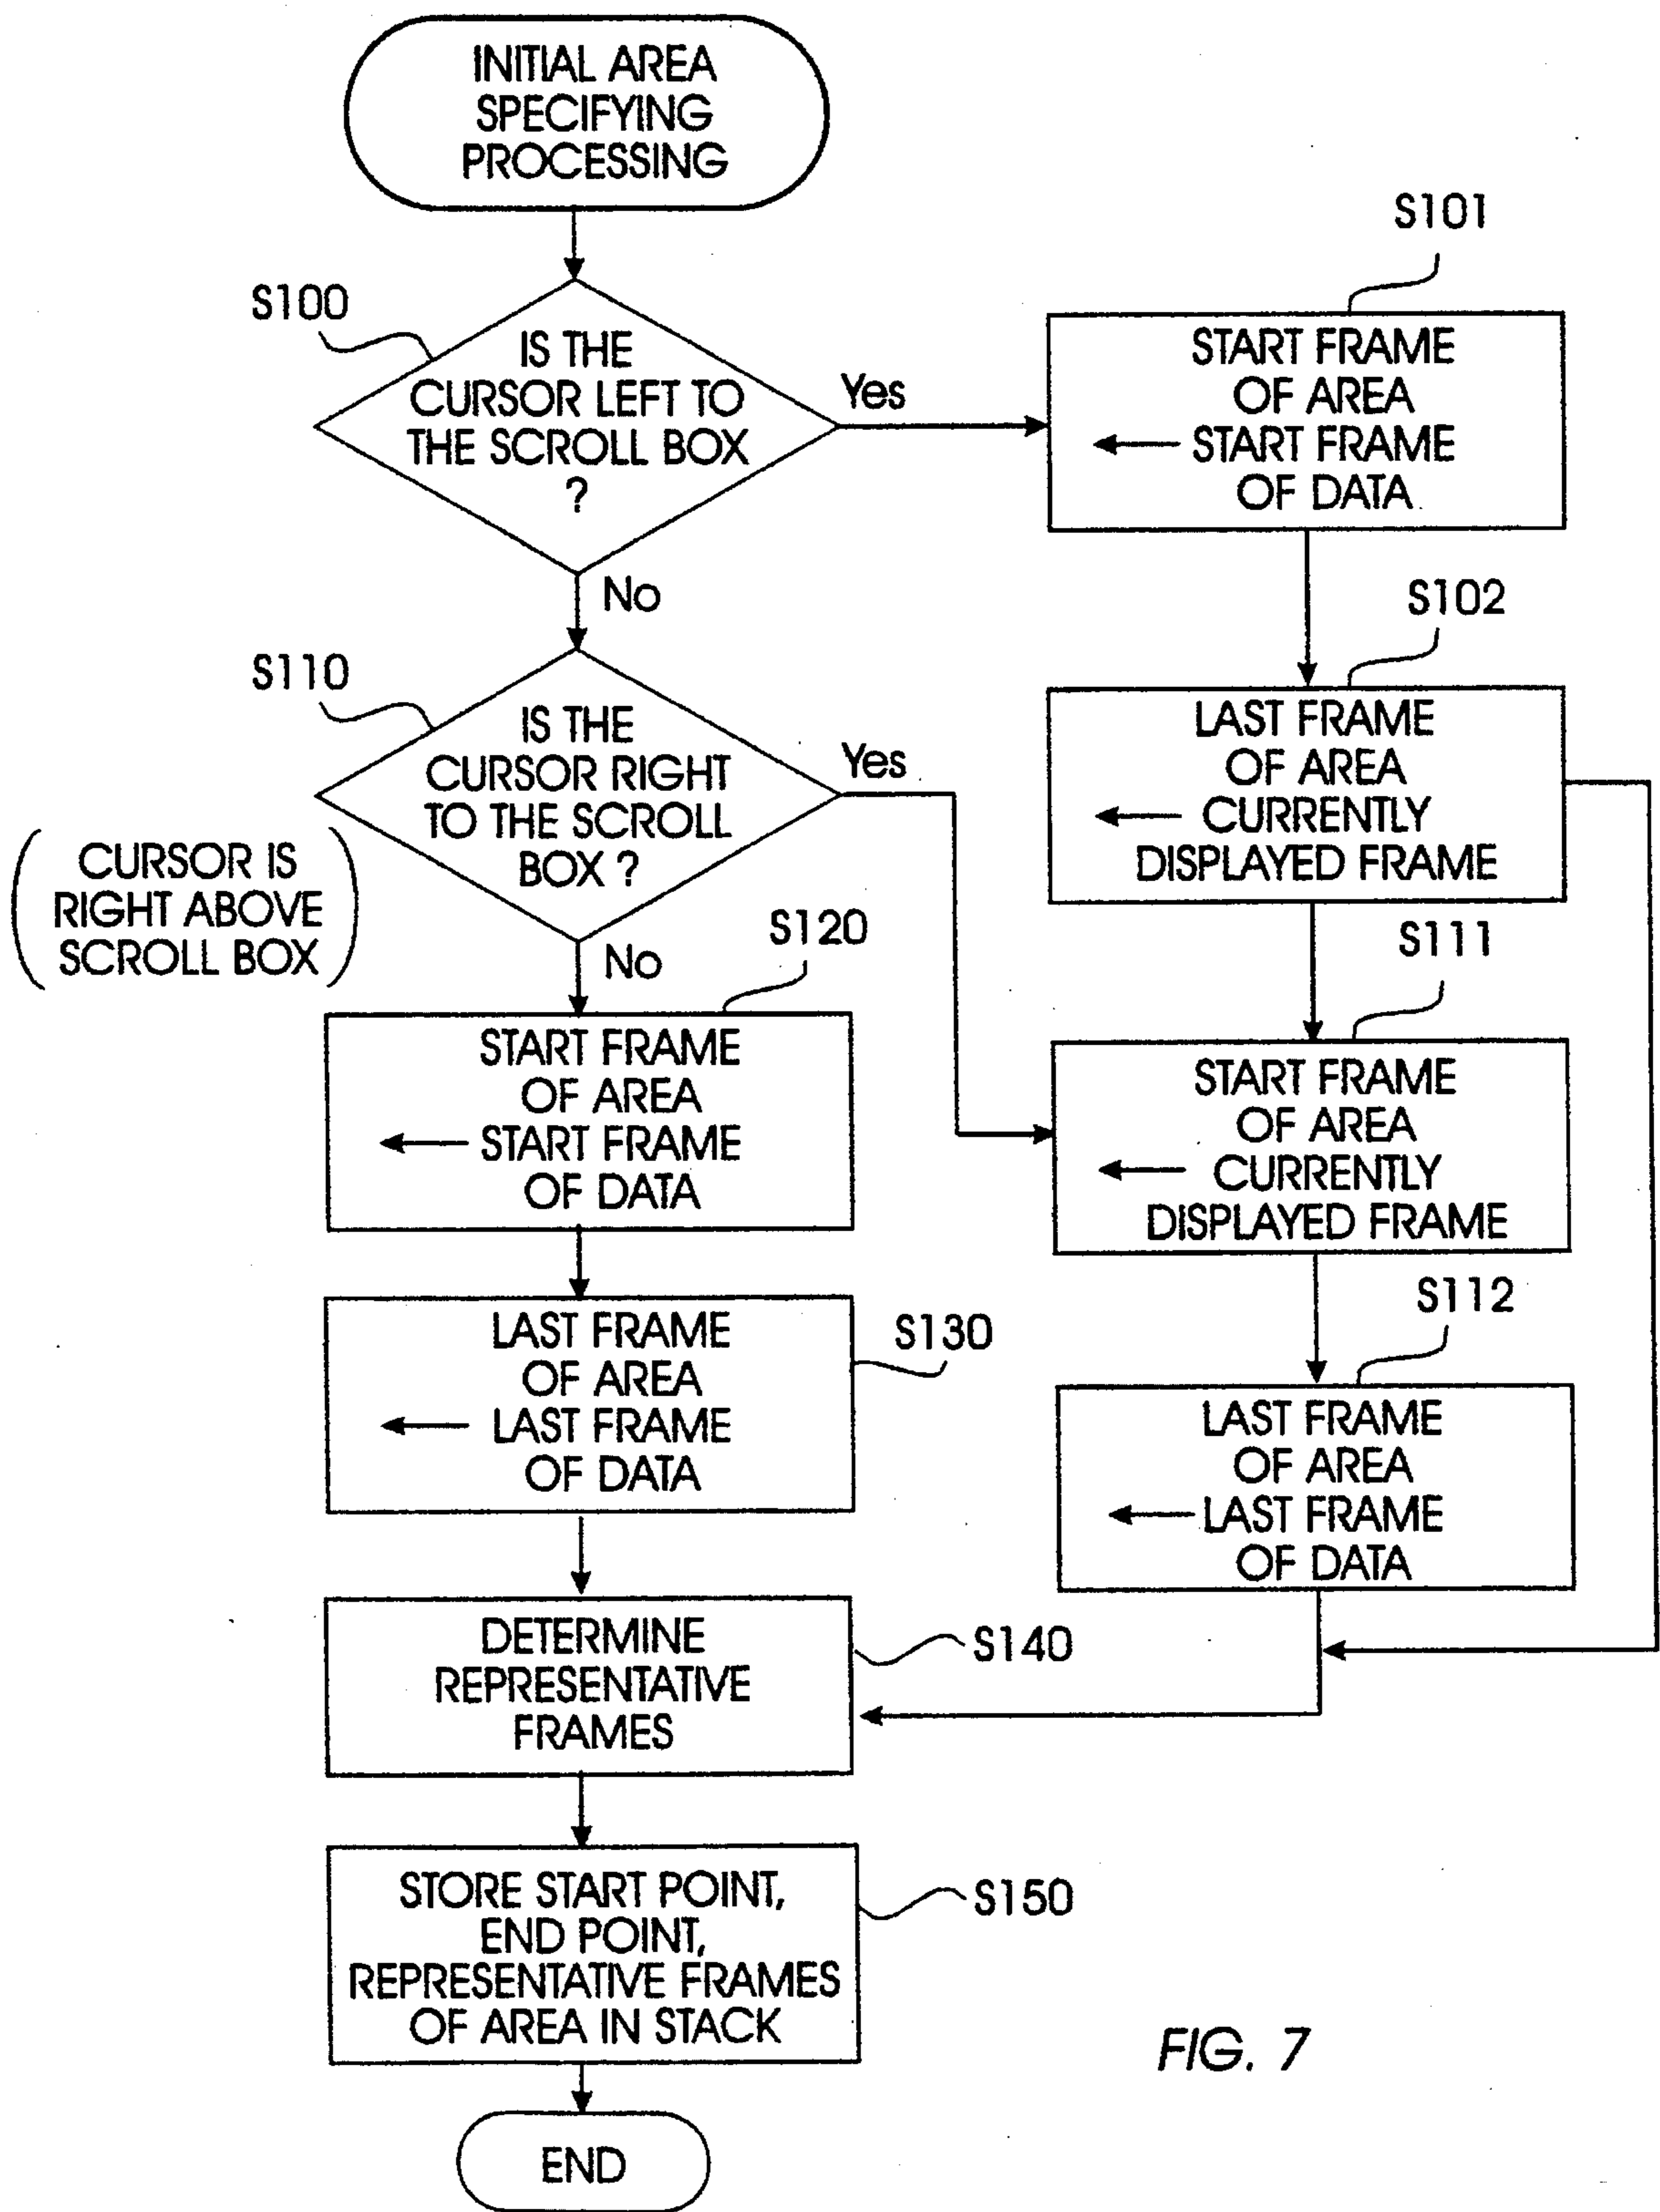 INITIAL AREA
SPECIFYING
PROCESSING
S100
IS THE
CURSOR LEFT TO
THE SCROLL BOX
?
Yes
No
S101
START FRAME
OF AREA
← START FRAME
OF DATA
S102
LAST FRAME
OF AREA
← CURRENTLY
DISPLAYED FRAME
S110
IS THE
CURSOR RIGHT
TO THE SCROLL
BOX ?
Yes
No
( CURSOR IS
RIGHT ABOVE
SCROLL BOX )
S111
START FRAME
OF AREA
← CURRENTLY
DISPLAYED FRAME
S112
LAST FRAME
OF AREA
← LAST FRAME
OF DATA
S120
START FRAME
OF AREA
← START FRAME
OF DATA
S130
LAST FRAME
OF AREA
← LAST FRAME
OF DATA
S140
DETERMINE
REPRESENTATIVE
FRAMES
S150
STORE START POINT,
END POINT,
REPRESENTATIVE FRAMES
OF AREA IN STACK
END
FIG. 7